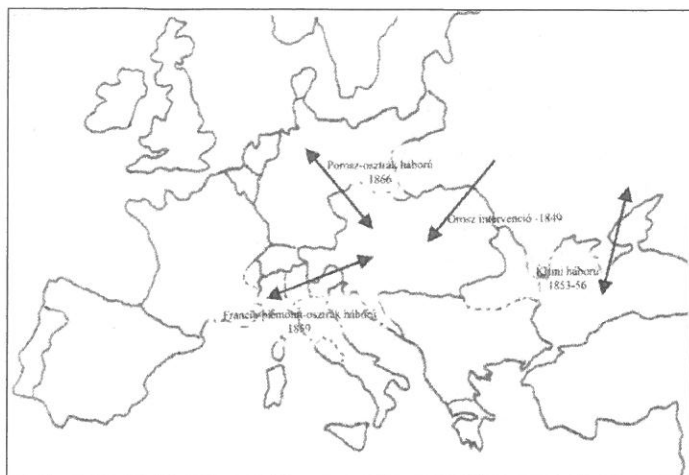 Porosz-osztrák háború
1866
Orosz intervenció -1849
Krími háború
1853-56
Francia-piemonti-osztrák háború
1859